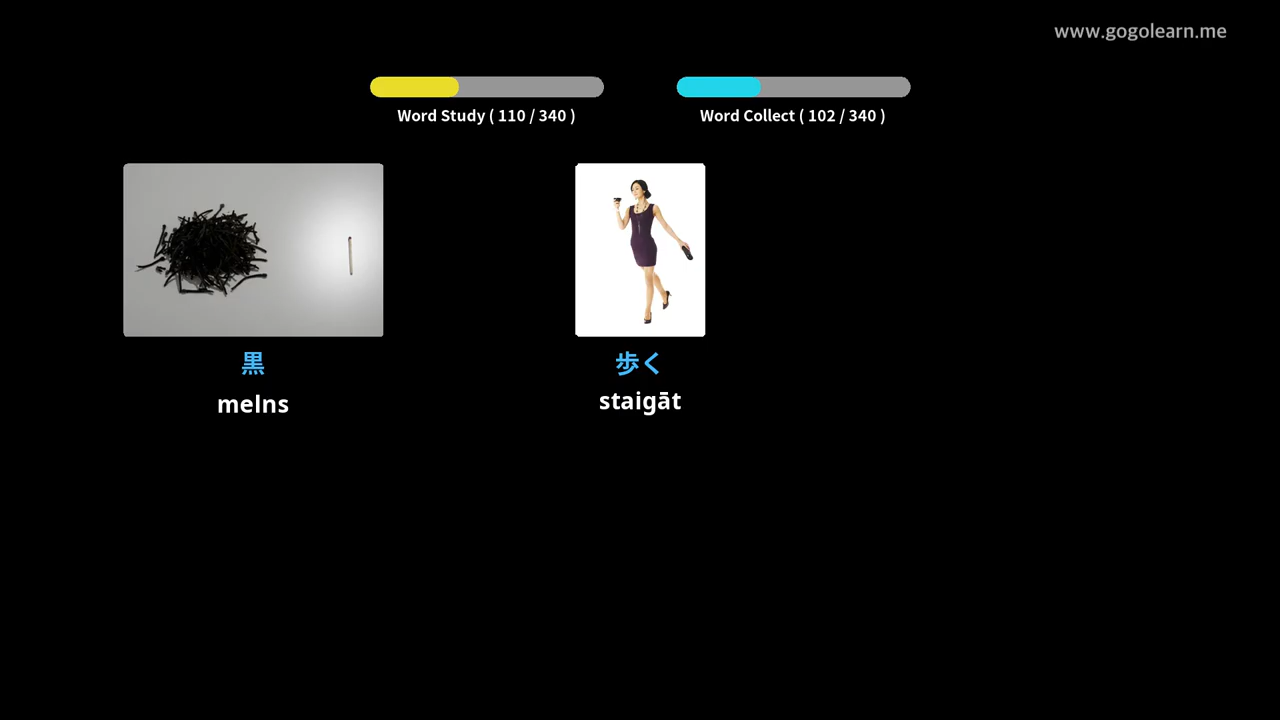 www.gogolearn.me
Word Study ( 110 / 340 )
Word Collect ( 102 / 340 )
黒
melns
歩く
staigāt